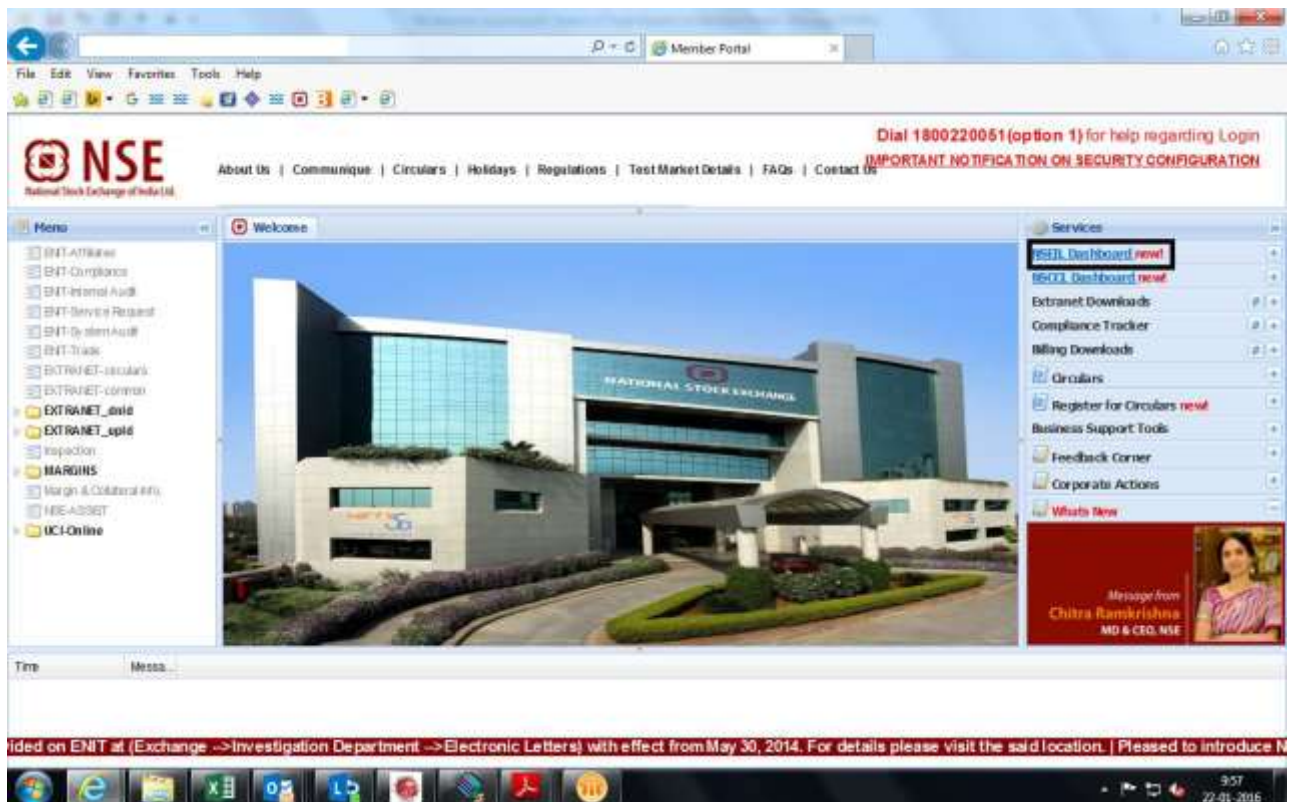 Member Portal
File Edit View Favorites Tools Help
NSE
National Stock Exchange of India Ltd.
Dial 1800220051(option 1) for help regarding Login
IMPORTANT NOTIFICATION ON SECURITY CONFIGURATION
About Us | Communique | Circulars | Holidays | Regulations | Test Market Details | FAQs | Contact Us
Menu
Welcome
Services
ENIT-Affiliates
ENIT-Compliance
ENIT-Internal Audit
ENIT-Service Request
ENIT-System Audit
ENIT-Trade
EXTRANET-circulars
EXTRANET-common
EXTRANET_dnld
EXTRANET_upld
Inspection
MARGINS
Margin & Collateral Info.
NSE-ASSIST
UCI-Online
NATIONAL STOCK EXCHANGE
NSEIL Dashboard new!
NSCCL Dashboard new!
Extranet Downloads
Compliance Tracker
Billing Downloads
Circulars
Register for Circulars new!
Business Support Tools
Feedback Corner
Corporate Actions
Whats New
Message from
Chitra Ramkrishna
MD & CEO, NSE
Time Messa...
ided on ENIT at (Exchange -->Investigation Department -->Electronic Letters) with effect from May 30, 2014. For details please visit the said location. | Pleased to introduce N
9:57
22-01-2016